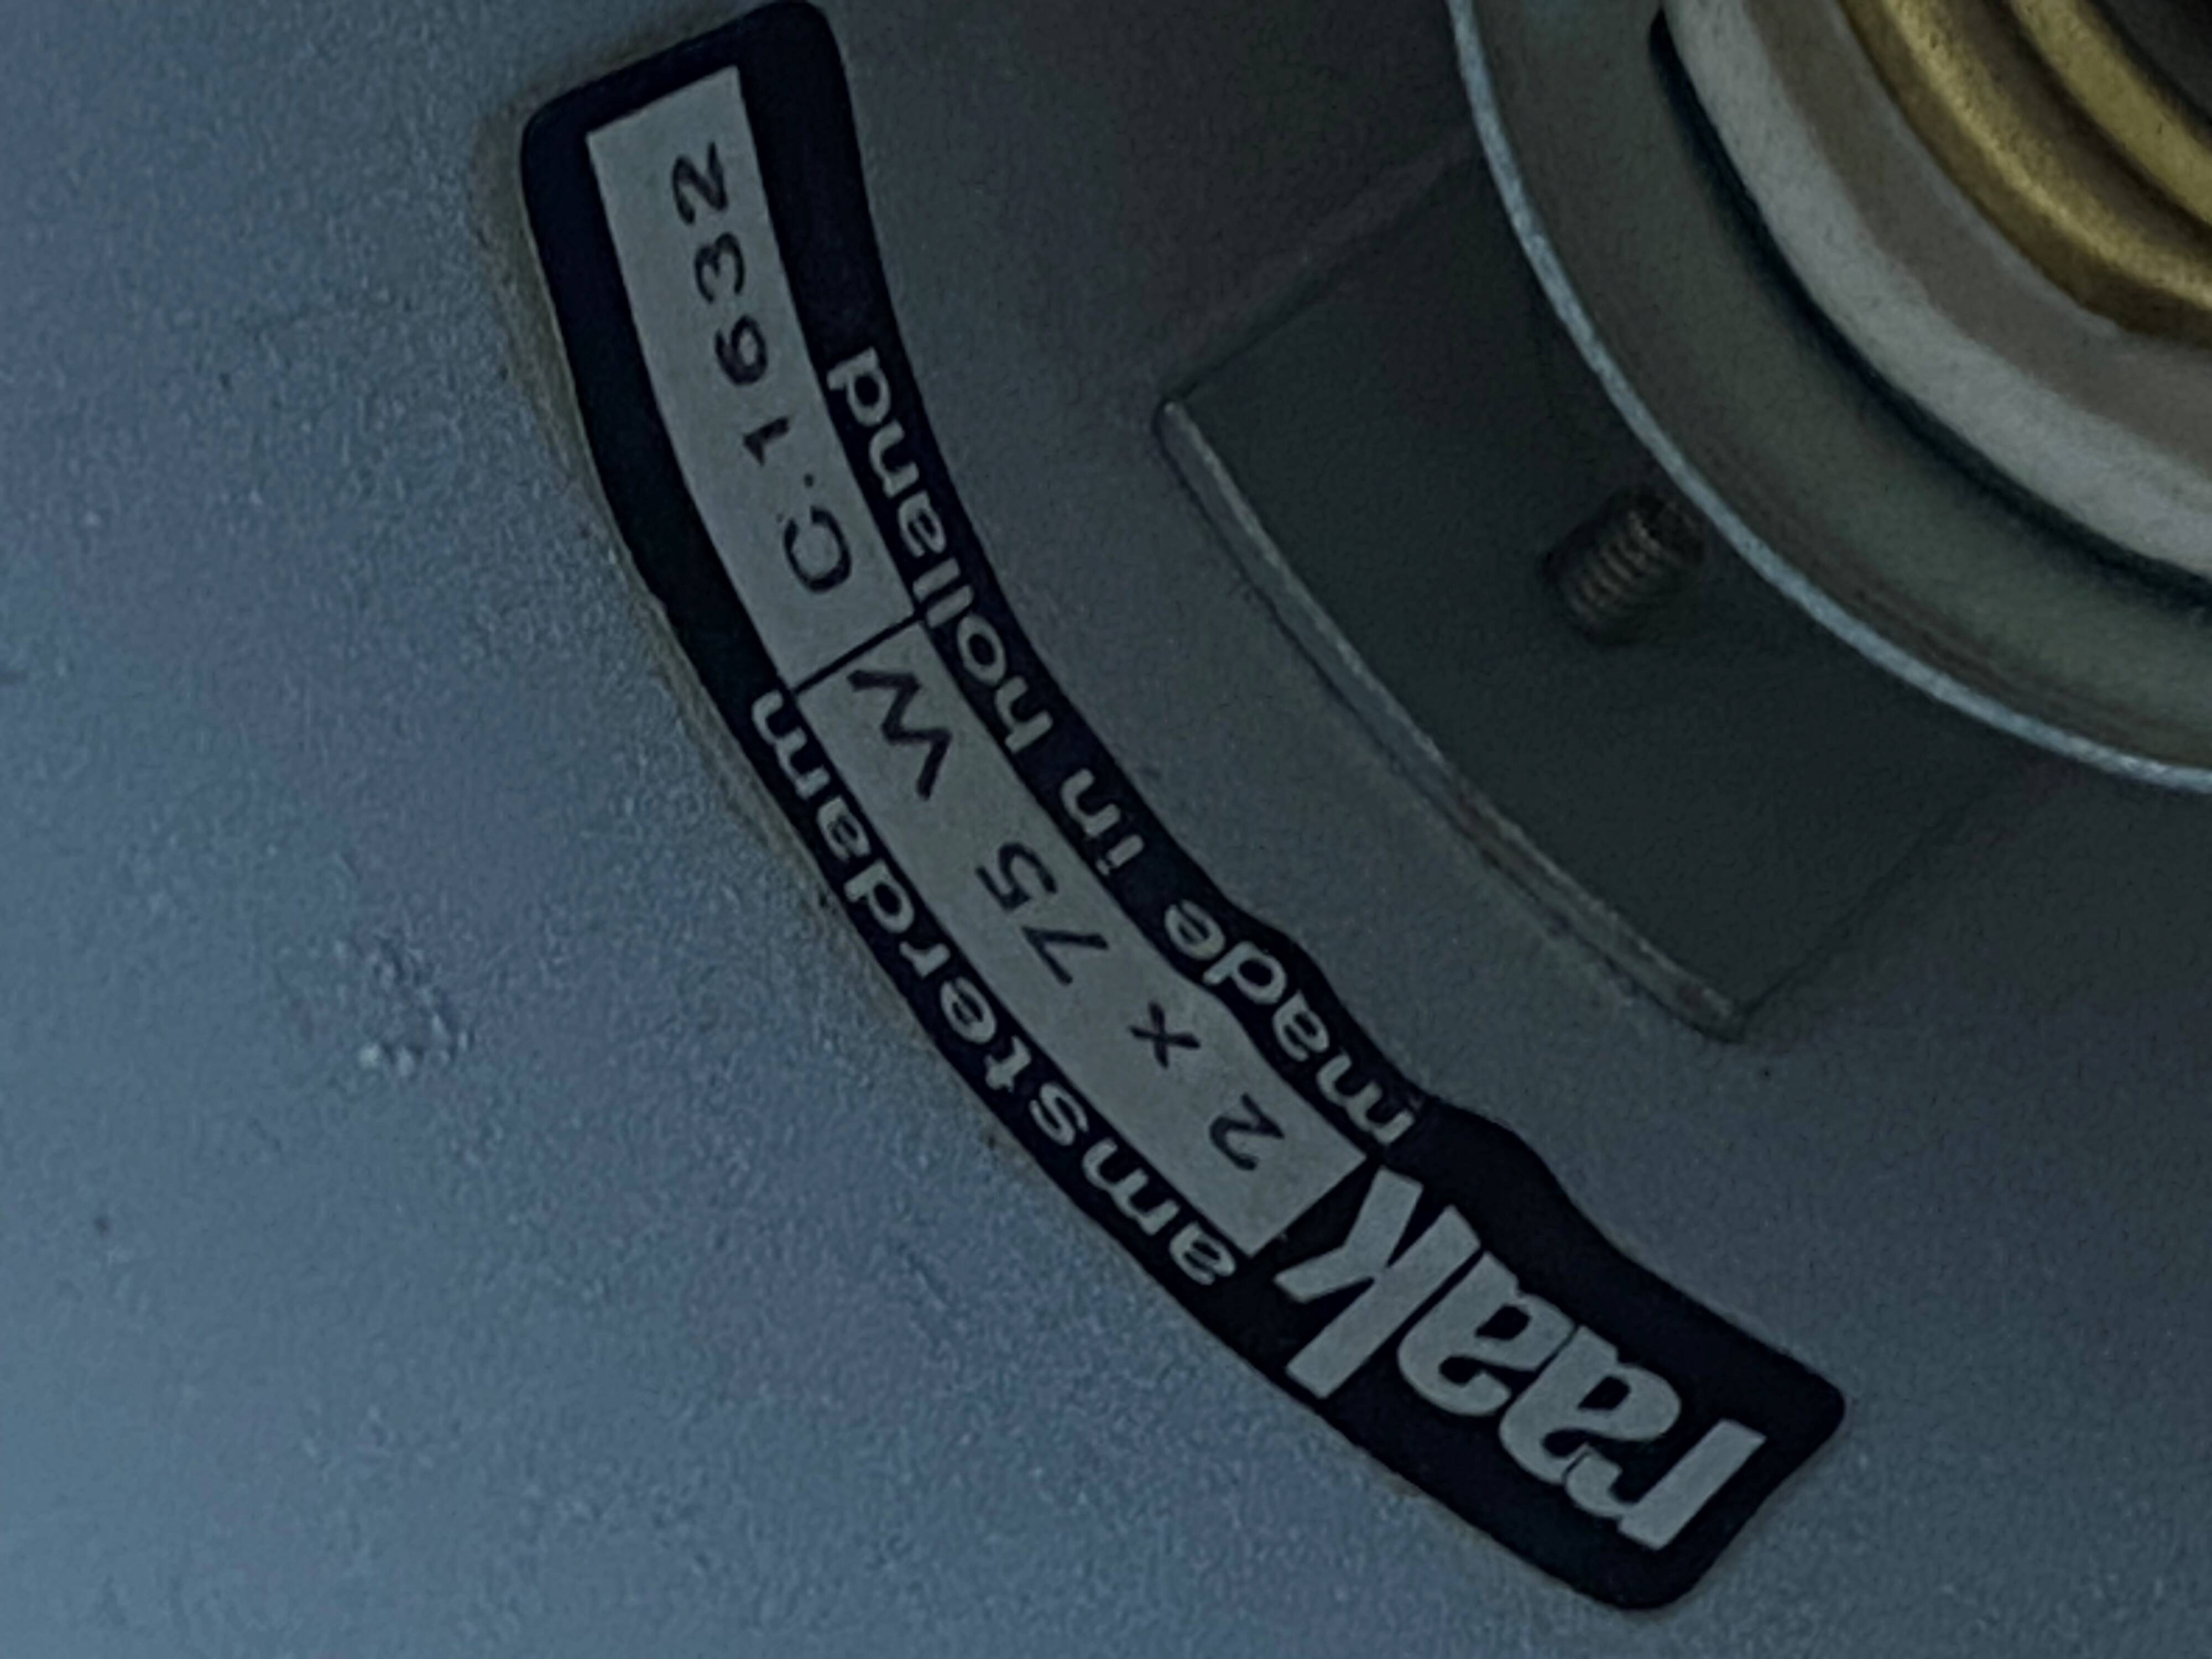 raak
made in holland
2 x 75 W
C.1632
amsterdam